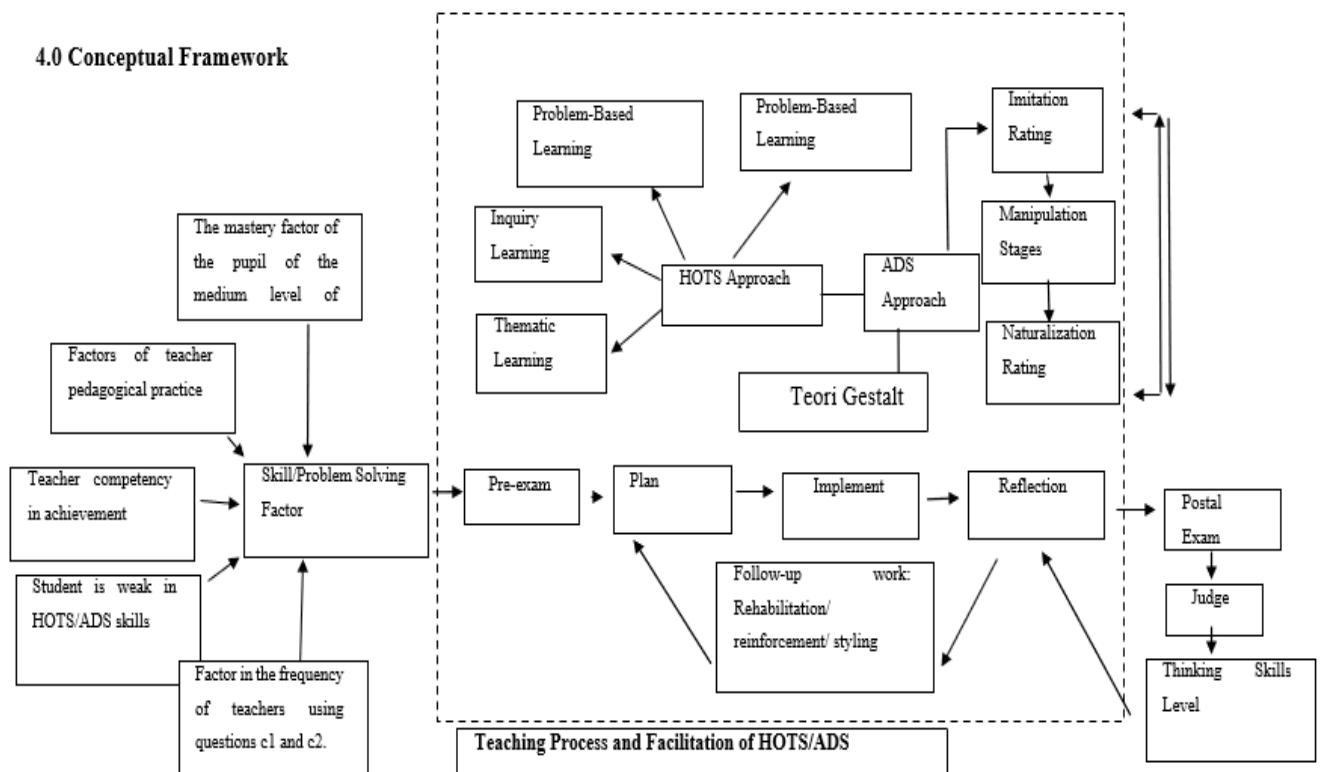 4.0 Conceptual Framework
Problem-Based
Learning
Problem-Based
Learning
Imitation
Rating
Inquiry
Learning
Manipulation
Stages
The mastery factor of
the pupil of the
medium level of
HOTS Approach
ADS
Approach
Thematic
Learning
Naturalization
Rating
Factors of teacher
pedagogical practice
Teori Gestalt
Teacher competency
in achievement
Skill/Problem Solving
Factor
Pre-exam
Plan
Implement
Reflection
Postal
Exam
Student is weak in
HOTS/ADS skills
Follow-up work:
Rehabilitation/
reinforcement/ styling
Judge
Factor in the frequency
of teachers using
questions c1 and c2.
Thinking Skills
Level
Teaching Process and Facilitation of HOTS/ADS